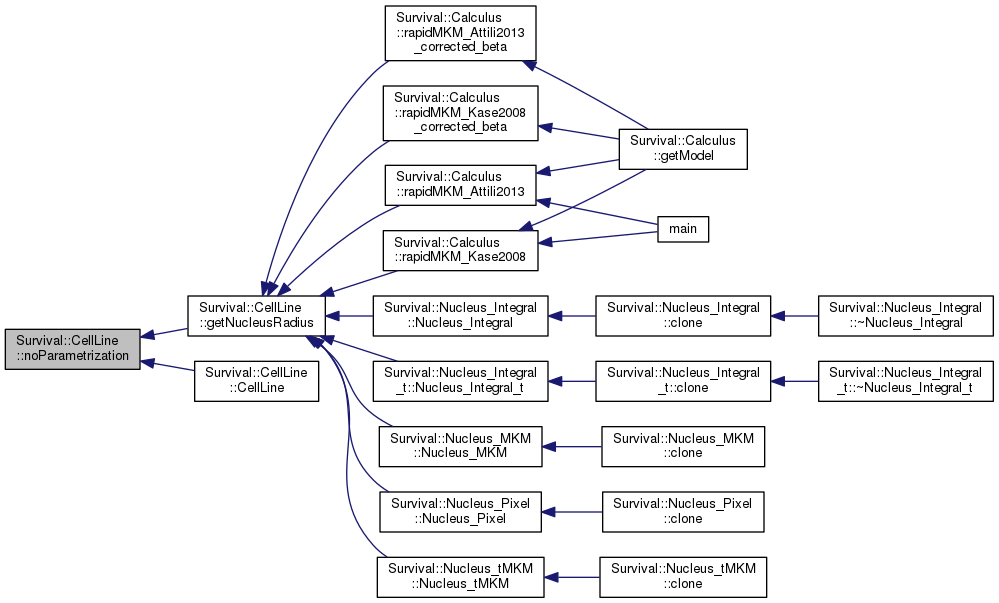 Survival::Calculus
::rapidMKM_Attili2013
_corrected_beta
Survival::Calculus
::rapidMKM_Kase2008
_corrected_beta
Survival::Calculus
::getModel
Survival::Calculus
::rapidMKM_Attili2013
main
Survival::Calculus
::rapidMKM_Kase2008
Survival::CellLine
::getNucleusRadius
Survival::Nucleus_Integral
::Nucleus_Integral
Survival::Nucleus_Integral
::clone
Survival::Nucleus_Integral
::~Nucleus_Integral
Survival::CellLine
::noParametrization
Survival::CellLine
::CellLine
Survival::Nucleus_Integral
_t::Nucleus_Integral_t
Survival::Nucleus_Integral
_t::clone
Survival::Nucleus_Integral
_t::~Nucleus_Integral_t
Survival::Nucleus_MKM
::Nucleus_MKM
Survival::Nucleus_MKM
::clone
Survival::Nucleus_Pixel
::Nucleus_Pixel
Survival::Nucleus_Pixel
::clone
Survival::Nucleus_tMKM
::Nucleus_tMKM
Survival::Nucleus_tMKM
::clone